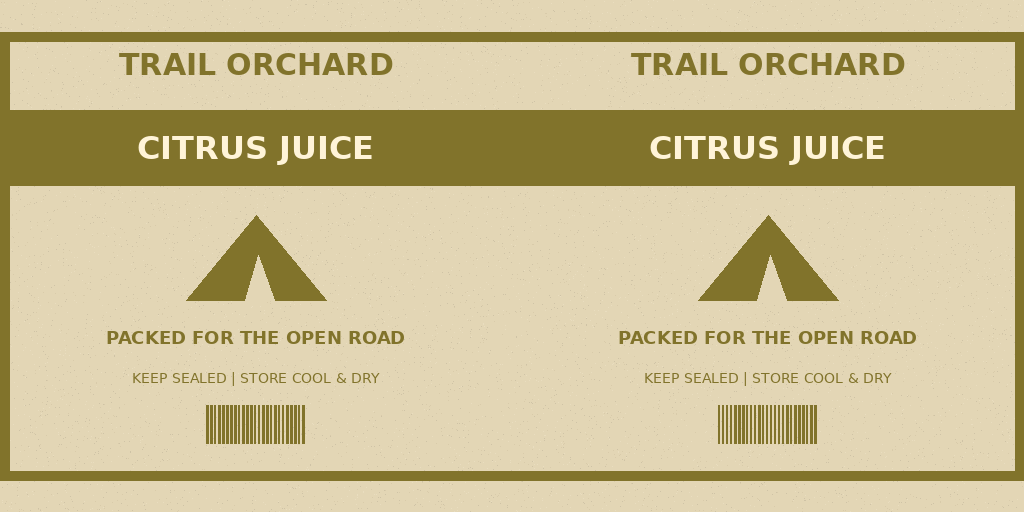 TRAIL ORCHARD
CITRUS JUICE
PACKED FOR THE OPEN ROAD
KEEP SEALED | STORE COOL & DRY
TRAIL ORCHARD
CITRUS JUICE
PACKED FOR THE OPEN ROAD
KEEP SEALED | STORE COOL & DRY